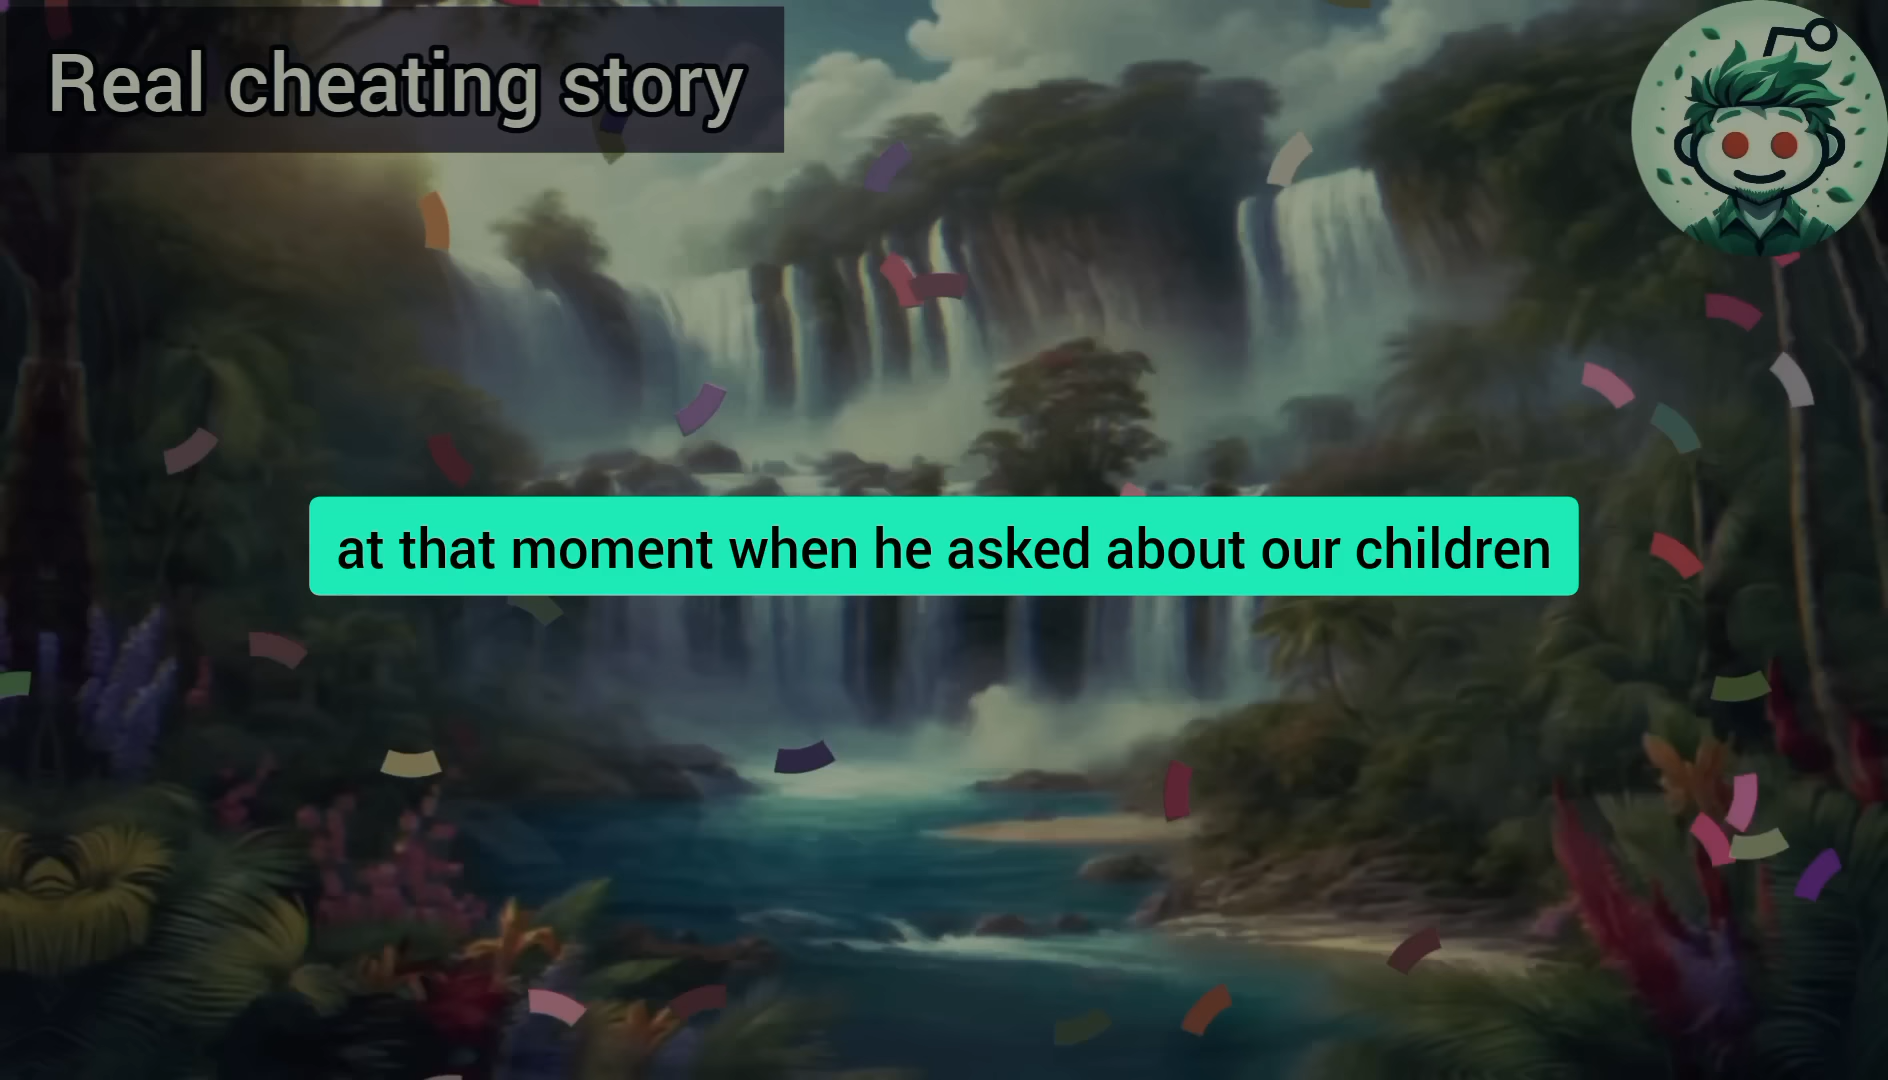 Real cheating story
at that moment when he asked about our children